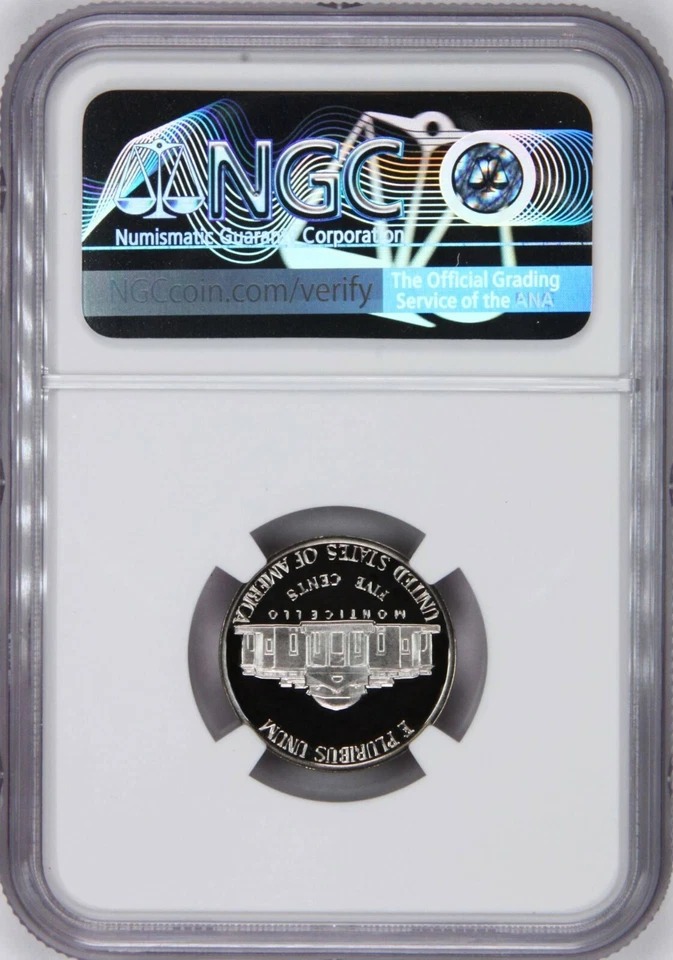 NGC
Numismatic Guaranty Corporation
NGCcoin.com/verify
The Official Grading
Service of the ANA
E PLURIBUS UNUM
MONTICELLO
FIVE CENTS
UNITED STATES OF AMERICA